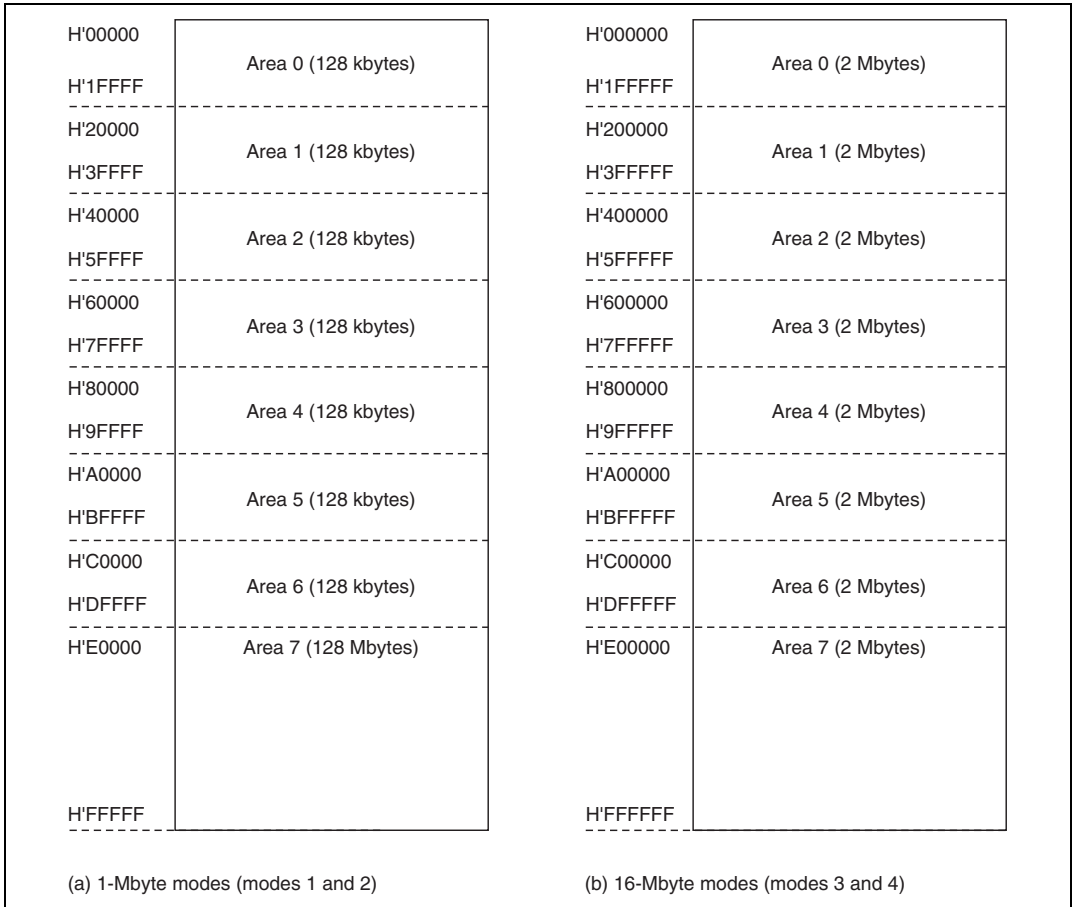 H'00000
Area 0 (128 kbytes)
H'1FFFF
H'20000
Area 1 (128 kbytes)
H'3FFFF
H'40000
Area 2 (128 kbytes)
H'5FFFF
H'60000
Area 3 (128 kbytes)
H'7FFFF
H'80000
Area 4 (128 kbytes)
H'9FFFF
H'A0000
Area 5 (128 kbytes)
H'BFFFF
H'C0000
Area 6 (128 kbytes)
H'DFFFF
H'E0000
Area 7 (128 Mbytes)
H'FFFFF
(a) 1-Mbyte modes (modes 1 and 2)
H'000000
Area 0 (2 Mbytes)
H'1FFFFF
H'200000
Area 1 (2 Mbytes)
H'3FFFFF
H'400000
Area 2 (2 Mbytes)
H'5FFFFF
H'600000
Area 3 (2 Mbytes)
H'7FFFFF
H'800000
Area 4 (2 Mbytes)
H'9FFFFF
H'A00000
Area 5 (2 Mbytes)
H'BFFFFF
H'C00000
Area 6 (2 Mbytes)
H'DFFFFF
H'E00000
Area 7 (2 Mbytes)
H'FFFFFF
(b) 16-Mbyte modes (modes 3 and 4)